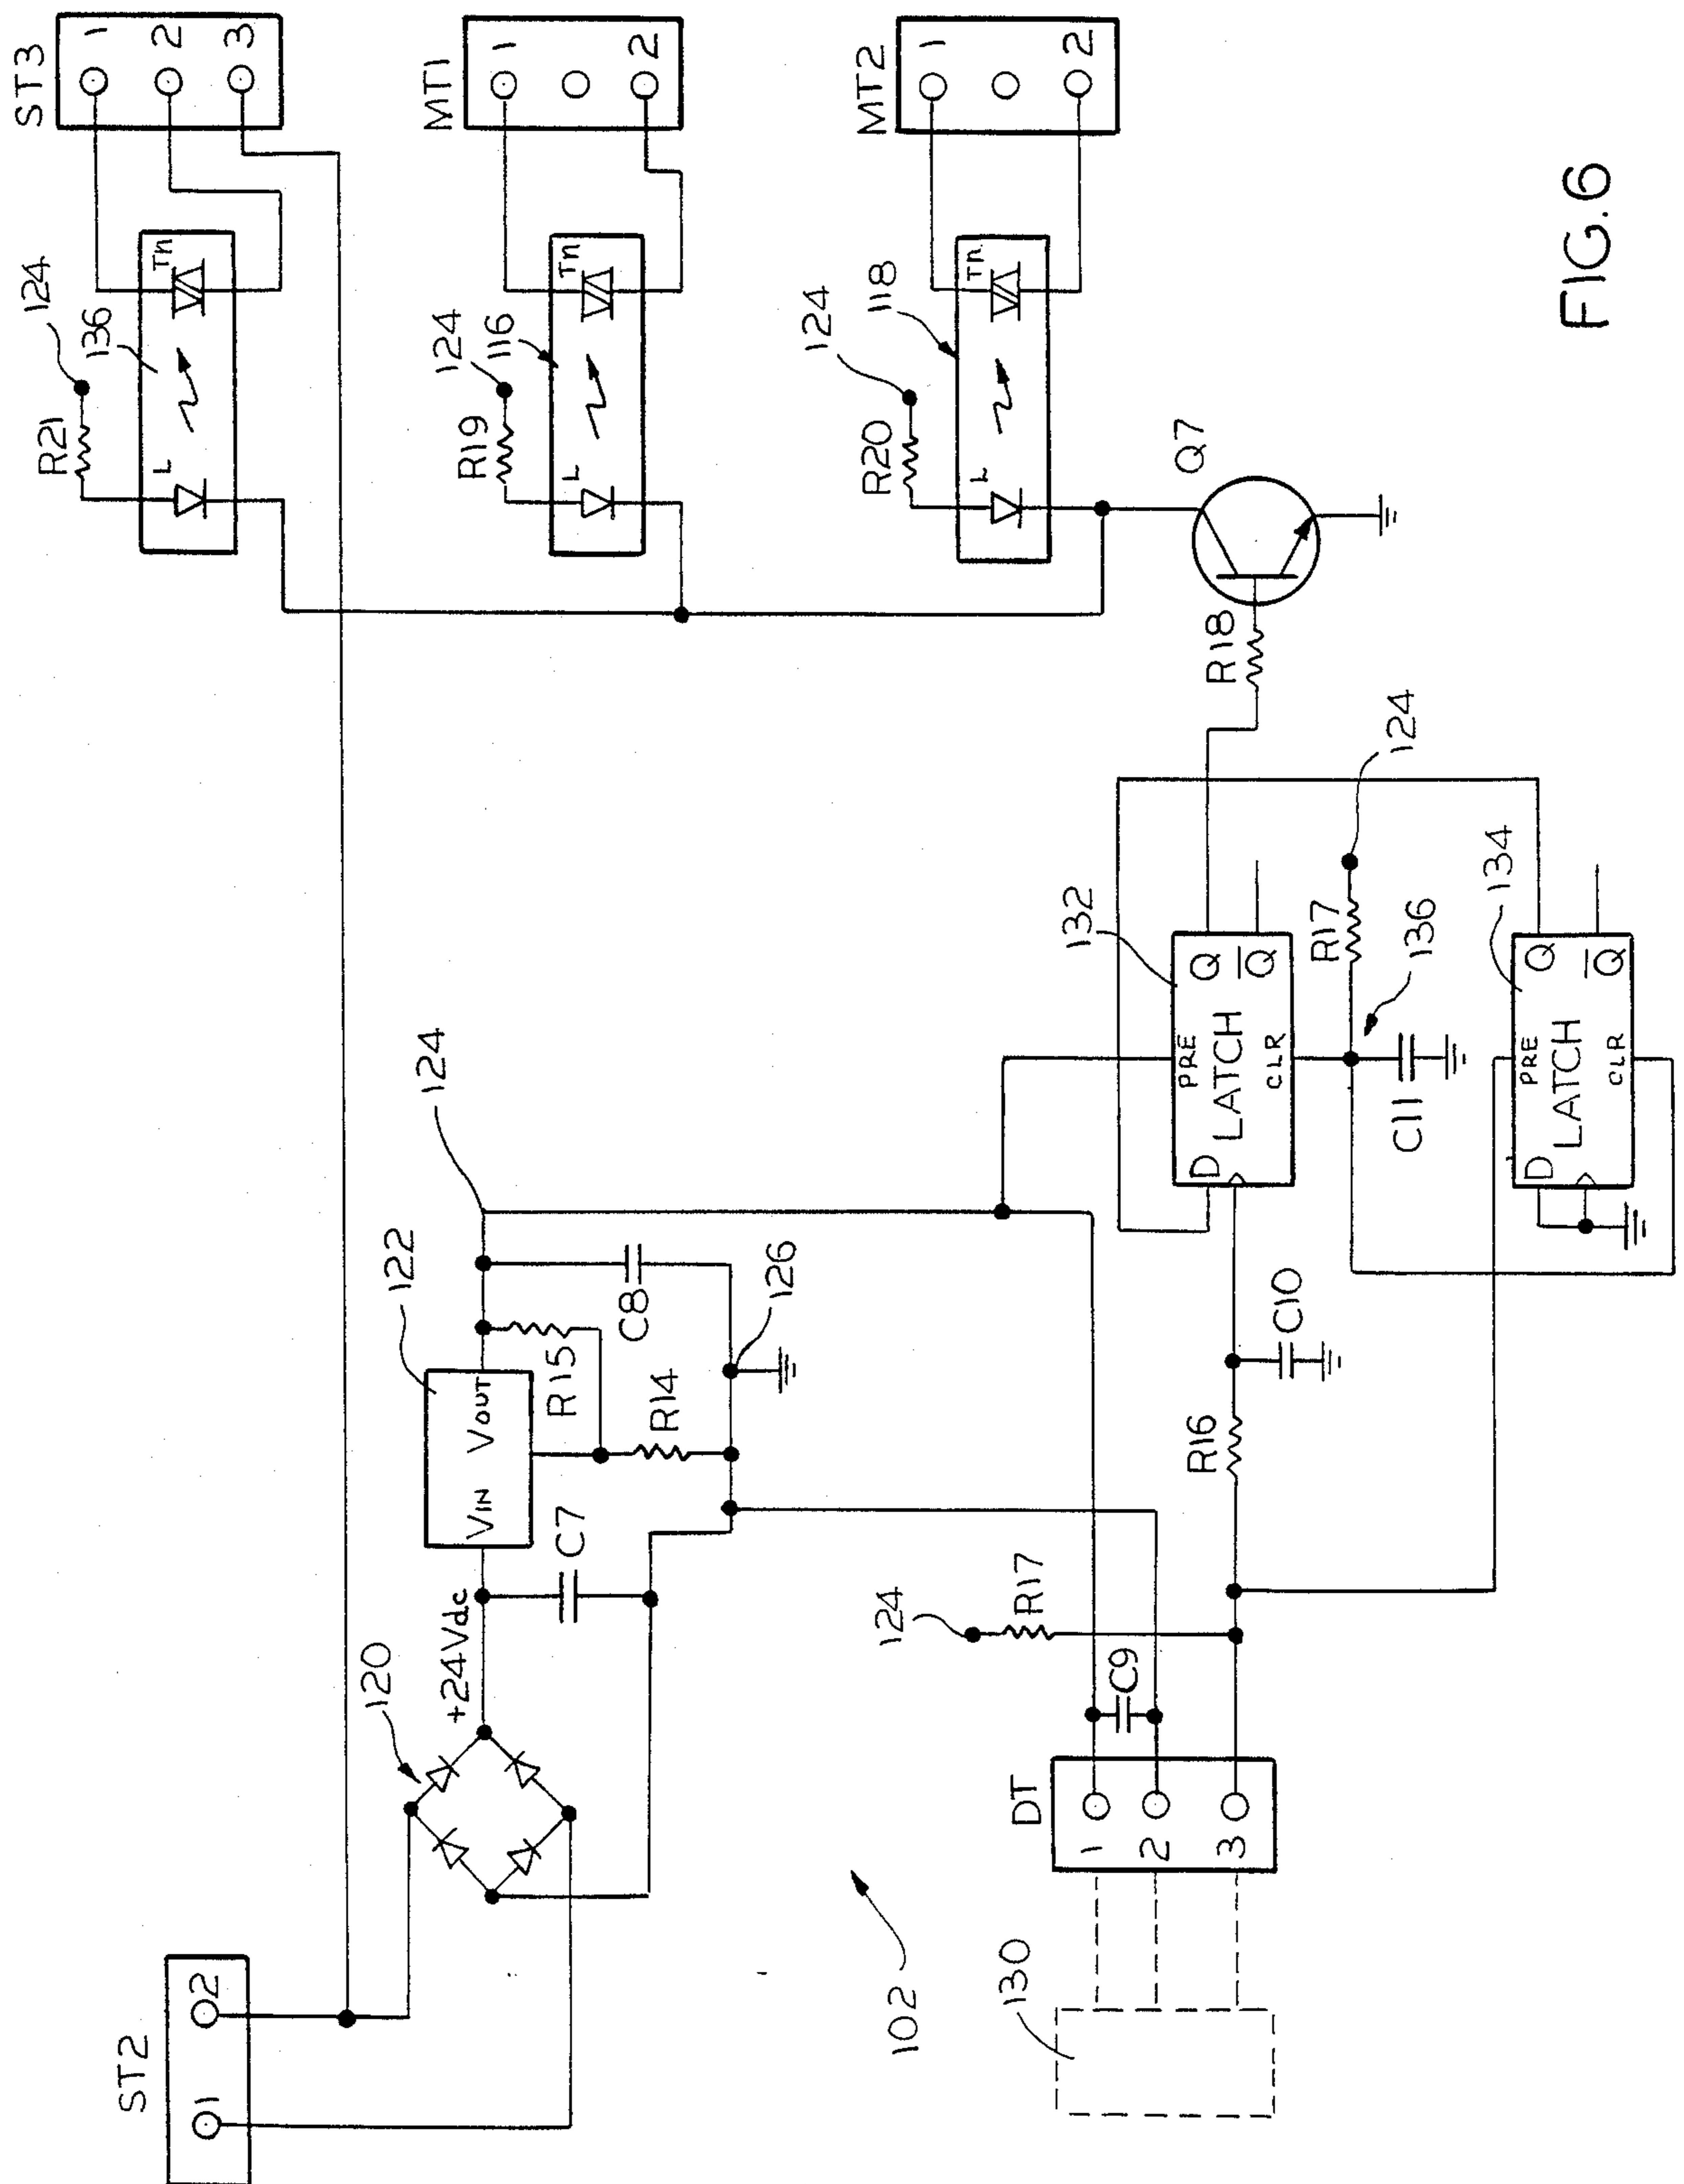 ST2
1
2
120
+24Vdc
C7
122
VIN
VOUT
R15
R14
C8
126
124
ST3
1
2
3
R21
124
136
L
Tn
MT1
1
2
R19
124
116
L
Tn
MT2
1
2
R20
124
118
L
Tn
Q7
R18
102
130
DT
1
2
3
C9
124
R17
R16
C10
132
D
PRE
Q
LATCH
Q̅
CLR
R17
124
136
C11
134
D
PRE
Q
LATCH
Q̅
CLR
FIG.6